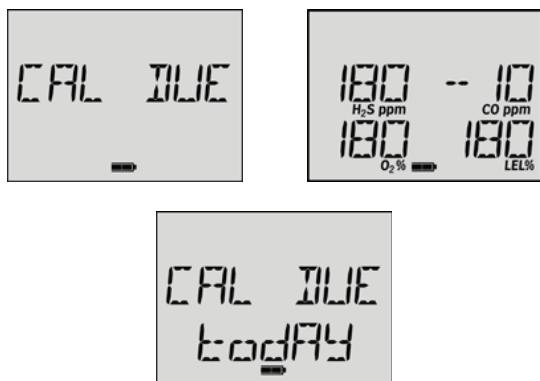 CAL DUE
180 -- 10
H₂S ppm CO ppm
180 180
O₂% LEL%
CAL DUE
todAY